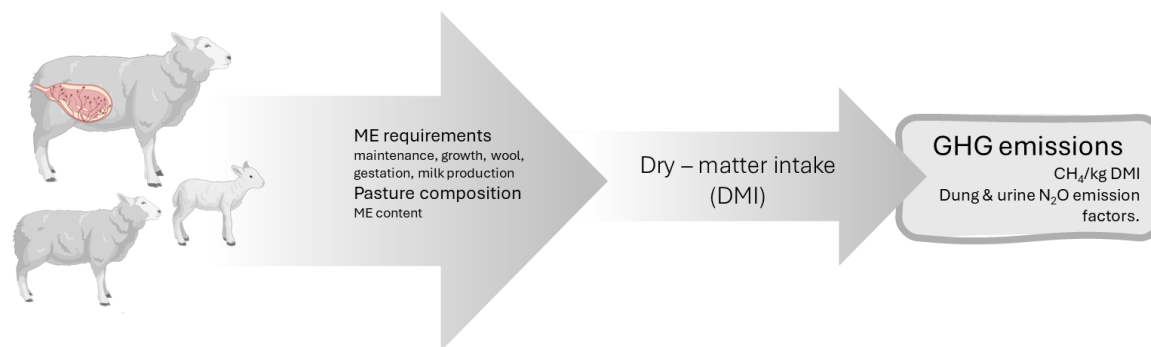 ME requirements
maintenance, growth, wool,
gestation, milk production
Pasture composition
ME content
Dry – matter intake
(DMI)
GHG emissions
CH₄/kg DMI
Dung & urine N₂O emission
factors.